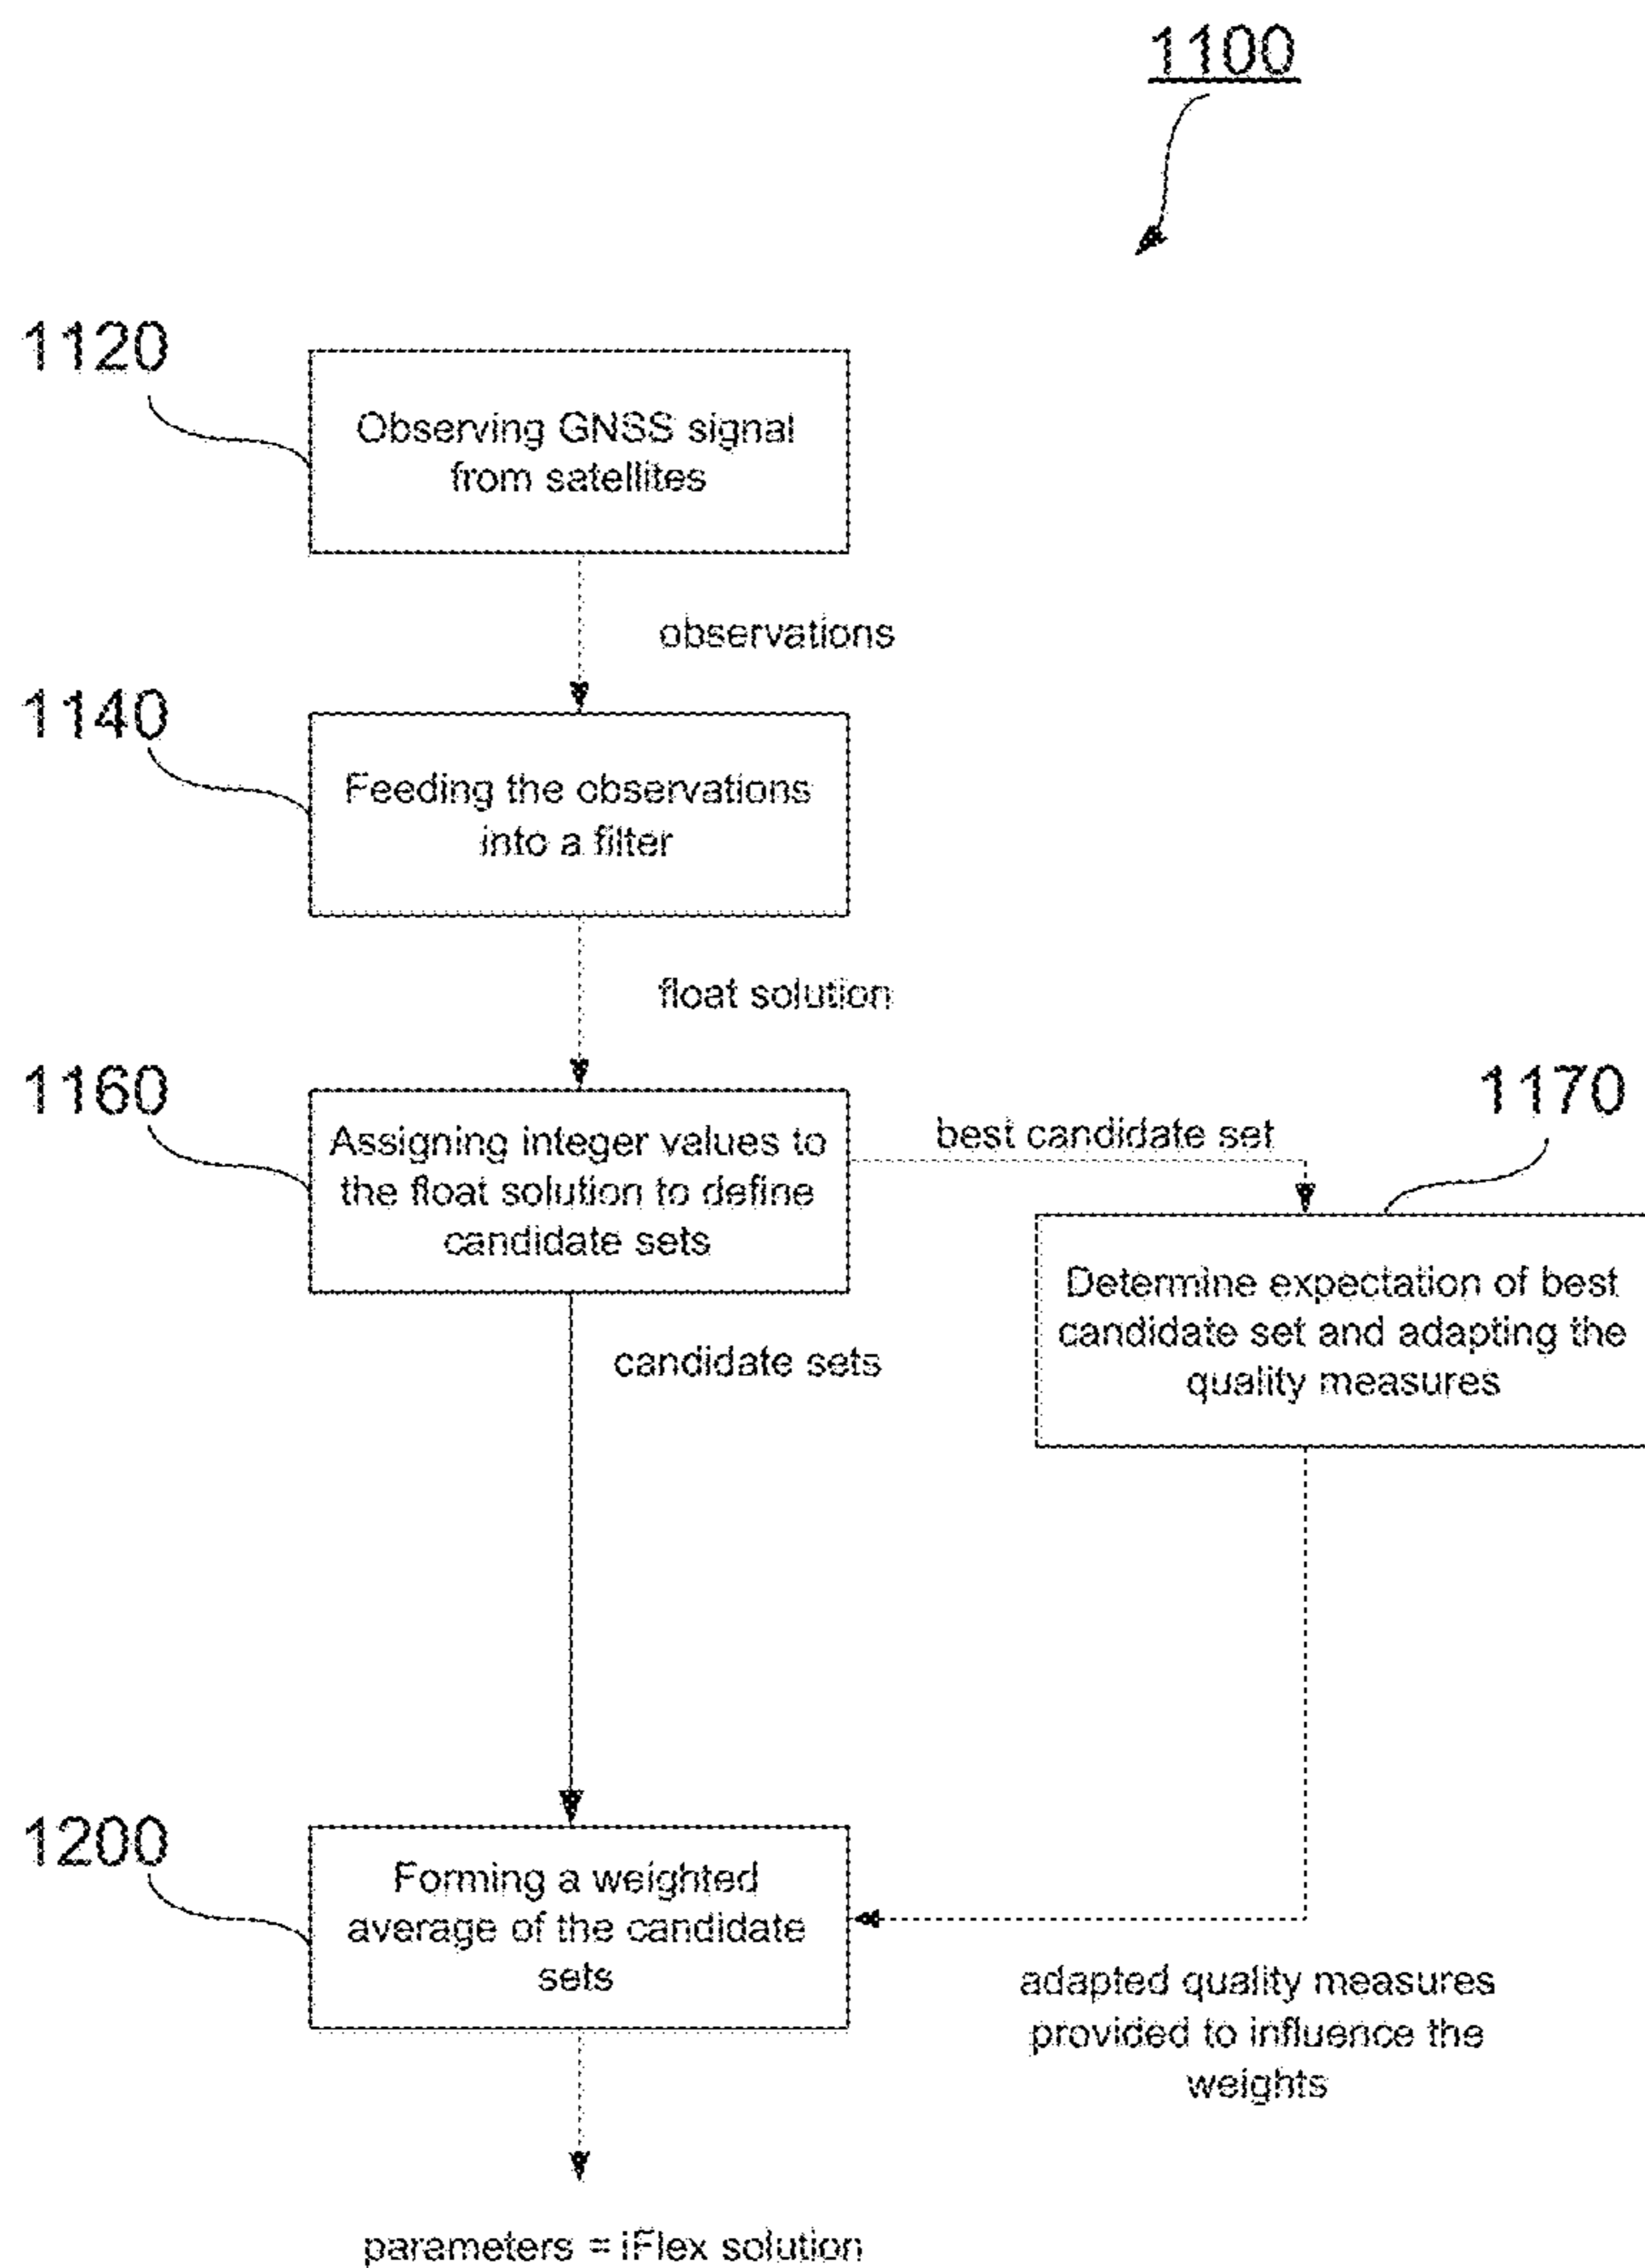 1100
1120
Observing GNSS signal
from satellites
observations
1140
Feeding the observations
into a filter
float solution
1160
Assigning integer values to
the float solution to define
candidate sets
best candidate set
1170
Determine expectation of best
candidate set and adapting the
quality measures
candidate sets
1200
Forming a weighted
average of the candidate
sets
adapted quality measures
provided to influence the
weights
parameters = iFlex solution